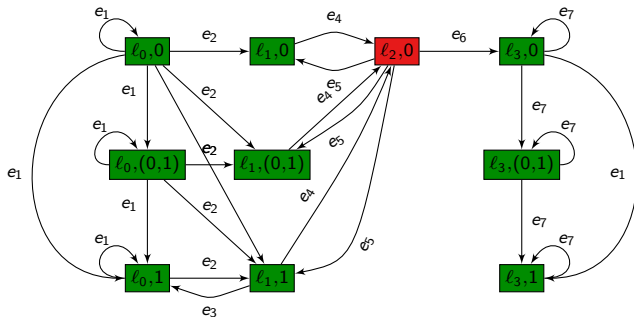 e₁ e₄ e₇
ℓ₀,0 e₂ ℓ₁,0 ℓ₂,0 e₆ ℓ₃,0
e₅
e₁ e₂ e₄ e₇
e₁ e₂ e₅ e₇
e₁ ℓ₀,(0,1) ℓ₁,(0,1) ℓ₃,(0,1) e₁
e₁ e₂ e₄ e₇
e₁ e₅ e₇
ℓ₀,1 e₂ ℓ₁,1 ℓ₃,1
e₃